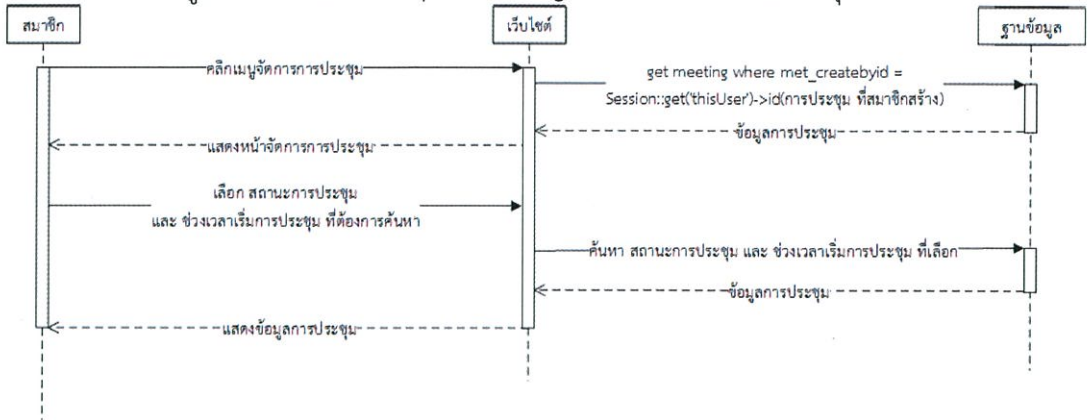 สมาชิก
เว็บไซต์
ฐานข้อมูล
คลิกเมนูจัดการการประชุม
get meeting where met_createbyid =
Session::get('thisUser')->id(การประชุม ที่สมาชิกสร้าง)
ข้อมูลการประชุม
แสดงหน้าจัดการการประชุม
เลือก สถานะการประชุม
และ ช่วงเวลาเริ่มการประชุม ที่ต้องการค้นหา
ค้นหา สถานะการประชุม และ ช่วงเวลาเริ่มการประชุม ที่เลือก
ข้อมูลการประชุม
แสดงข้อมูลการประชุม